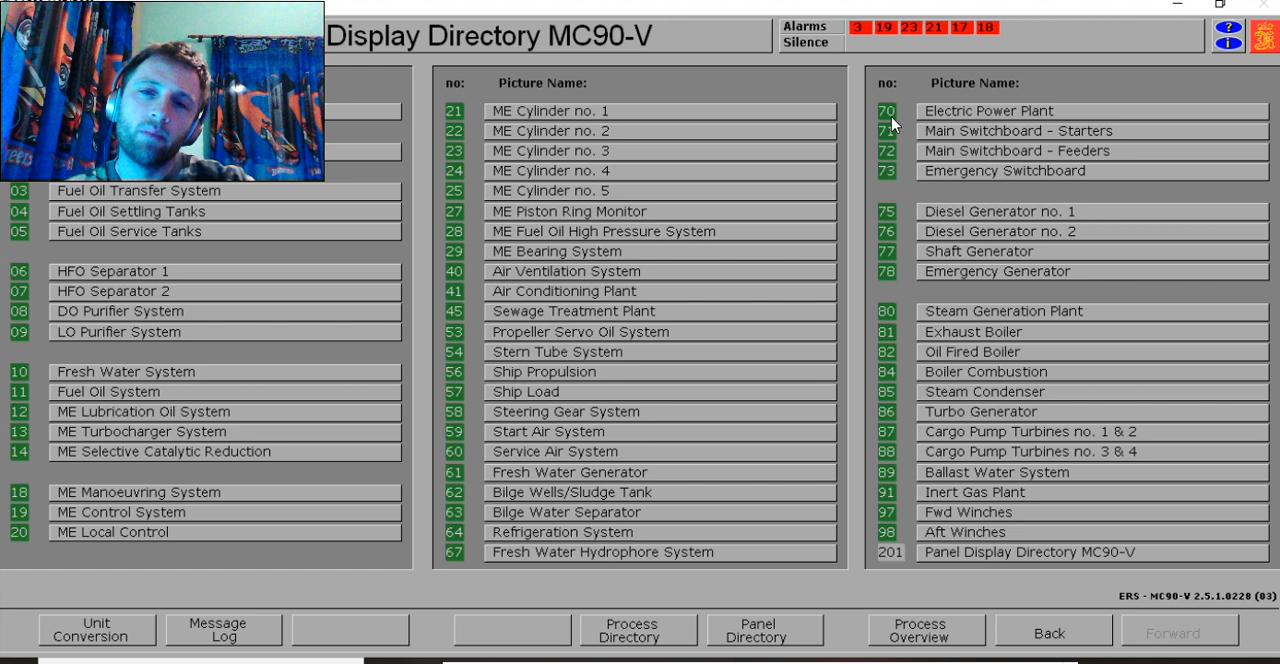 Display Directory MC90-V
Alarms 3 19 23 21 17 18
Silence
? i
no: Picture Name:
03 Fuel Oil Transfer System
04 Fuel Oil Settling Tanks
05 Fuel Oil Service Tanks
06 HFO Separator 1
07 HFO Separator 2
08 DO Purifier System
09 LO Purifier System
10 Fresh Water System
11 Fuel Oil System
12 ME Lubrication Oil System
13 ME Turbocharger System
14 ME Selective Catalytic Reduction
18 ME Manoeuvring System
19 ME Control System
20 ME Local Control
21 ME Cylinder no. 1
22 ME Cylinder no. 2
23 ME Cylinder no. 3
24 ME Cylinder no. 4
25 ME Cylinder no. 5
27 ME Piston Ring Monitor
28 ME Fuel Oil High Pressure System
29 ME Bearing System
40 Air Ventilation System
41 Air Conditioning Plant
45 Sewage Treatment Plant
53 Propeller Servo Oil System
54 Stern Tube System
56 Ship Propulsion
57 Ship Load
58 Steering Gear System
59 Start Air System
60 Service Air System
61 Fresh Water Generator
62 Bilge Wells/Sludge Tank
63 Bilge Water Separator
64 Refrigeration System
67 Fresh Water Hydrophore System
no: Picture Name:
70 Electric Power Plant
71 Main Switchboard - Starters
72 Main Switchboard - Feeders
73 Emergency Switchboard
75 Diesel Generator no. 1
76 Diesel Generator no. 2
77 Shaft Generator
78 Emergency Generator
80 Steam Generation Plant
81 Exhaust Boiler
82 Oil Fired Boiler
84 Boiler Combustion
85 Steam Condenser
86 Turbo Generator
87 Cargo Pump Turbines no. 1 & 2
88 Cargo Pump Turbines no. 3 & 4
89 Ballast Water System
91 Inert Gas Plant
97 Fwd Winches
98 Aft Winches
201 Panel Display Directory MC90-V
ERS - MC90-V 2.5.1.0228 (03)
Unit
Conversion
Message
Log
Process
Directory
Panel
Directory
Process
Overview
Back
Forward